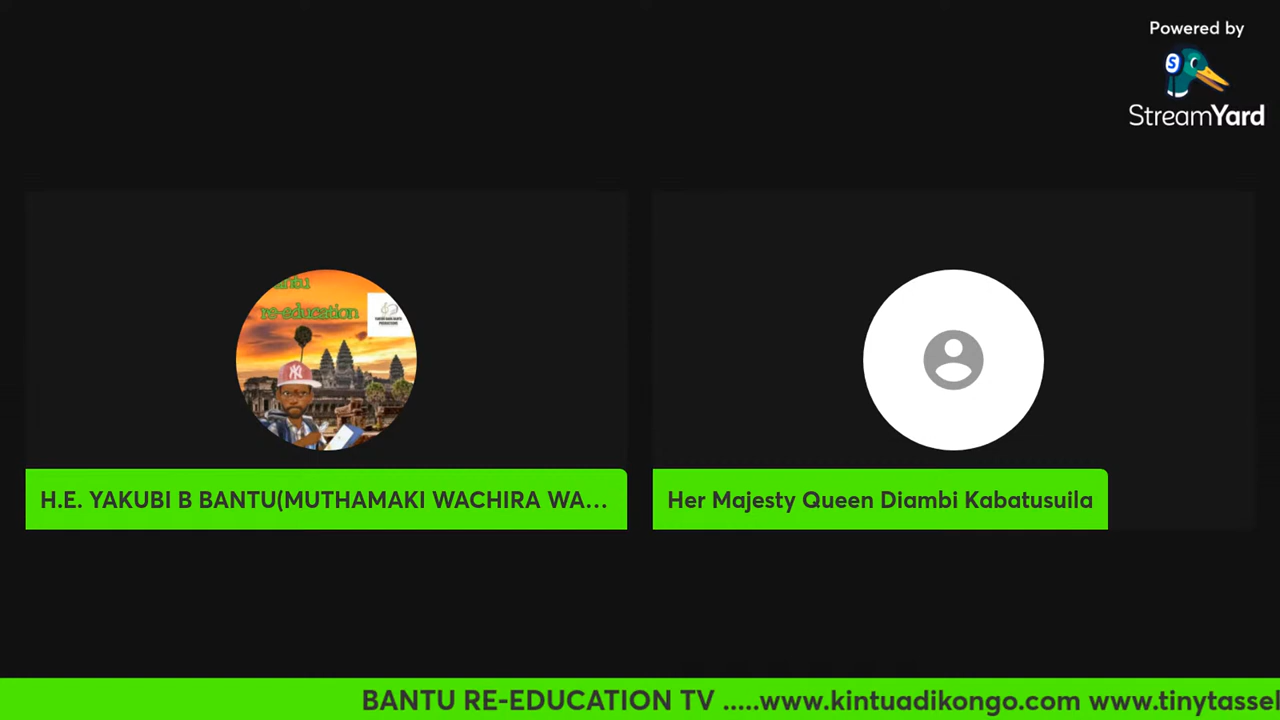 Powered by
StreamYard
re-education
H.E. YAKUBI B BANTU(MUTHAMAKI WACHIRA WA...
Her Majesty Queen Diambi Kabatusuila
BANTU RE-EDUCATION TV .....www.kintuadikongo.com www.tinytassel